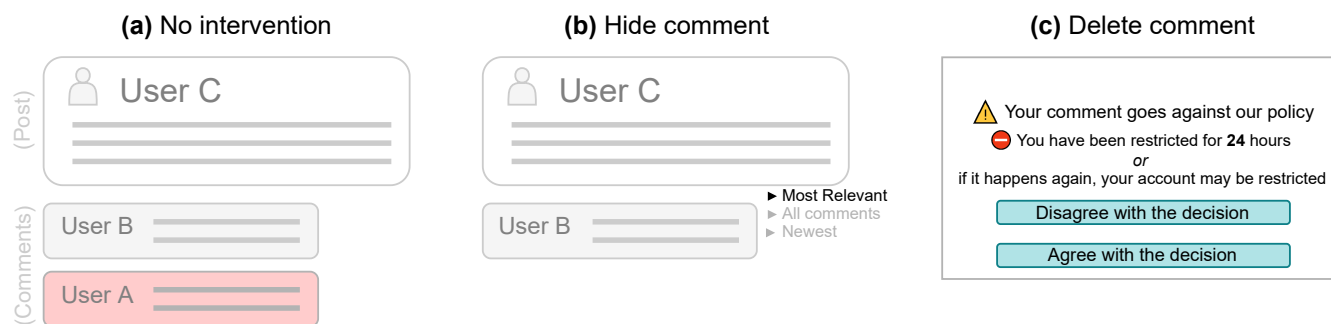 (a) No intervention
(Post)
User C
(Comments)
User B
User A
(b) Hide comment
User C
► Most Relevant
► All comments
► Newest
User B
(c) Delete comment
Your comment goes against our policy
You have been restricted for 24 hours
or
if it happens again, your account may be restricted
Disagree with the decision
Agree with the decision